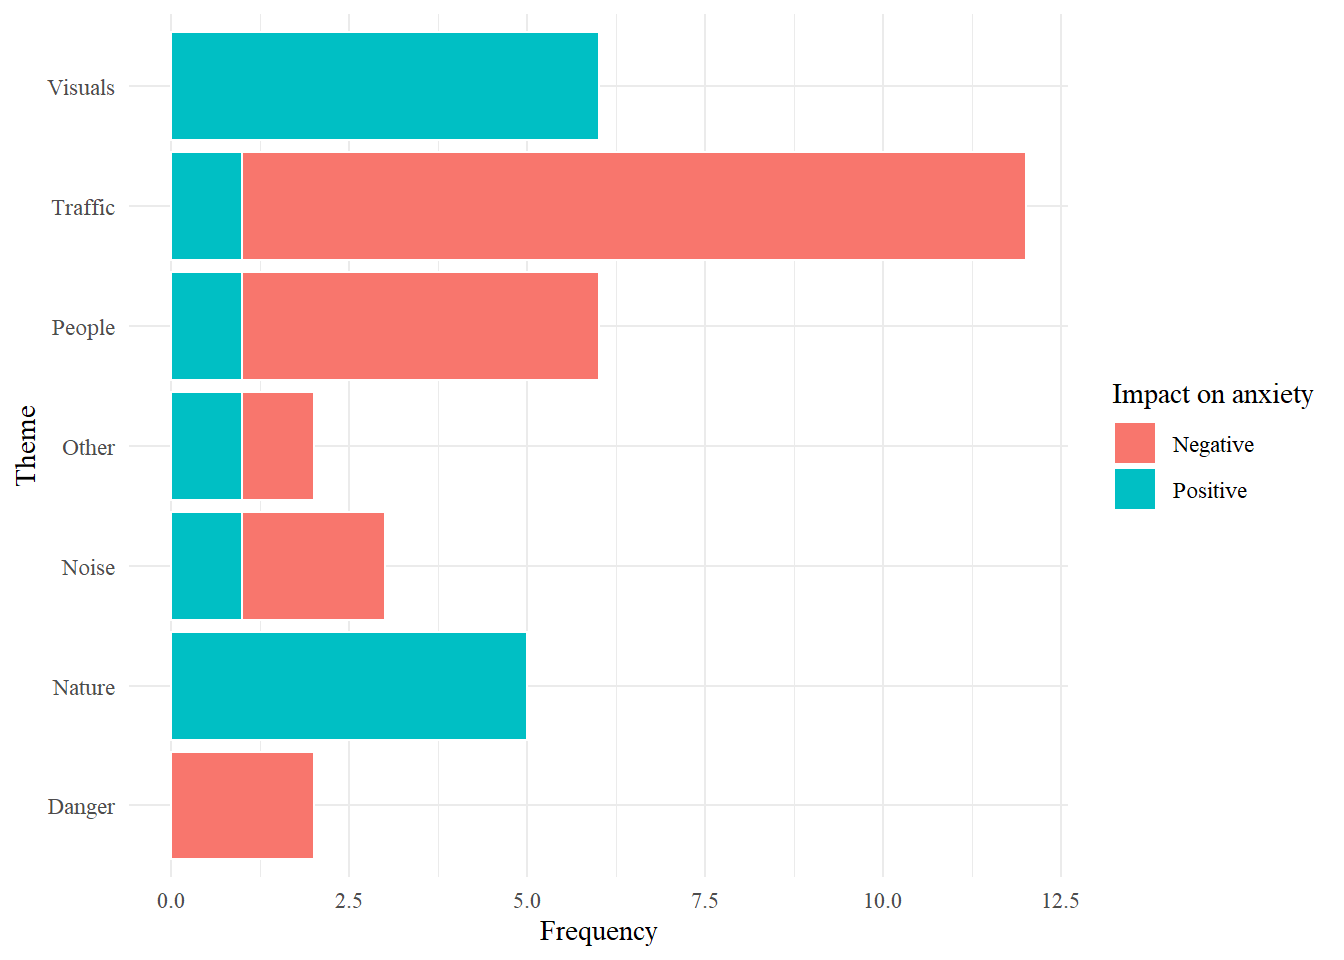 Visuals
Traffic
People
Other
Noise
Nature
Danger
Theme
0.0 2.5 5.0 7.5 10.0 12.5
Frequency
Impact on anxiety
Negative
Positive